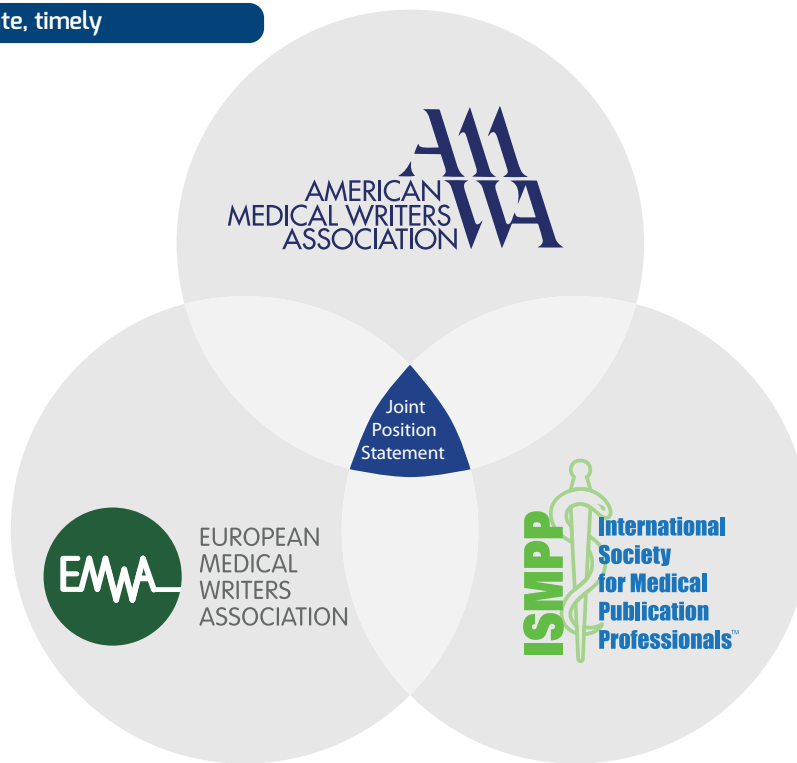 te, timely
AMWA
AMERICAN
MEDICAL WRITERS
ASSOCIATION
Joint
Position
Statement
EMWA
EUROPEAN
MEDICAL
WRITERS
ASSOCIATION
ISMPP
International
Society
for Medical
Publication
Professionals™